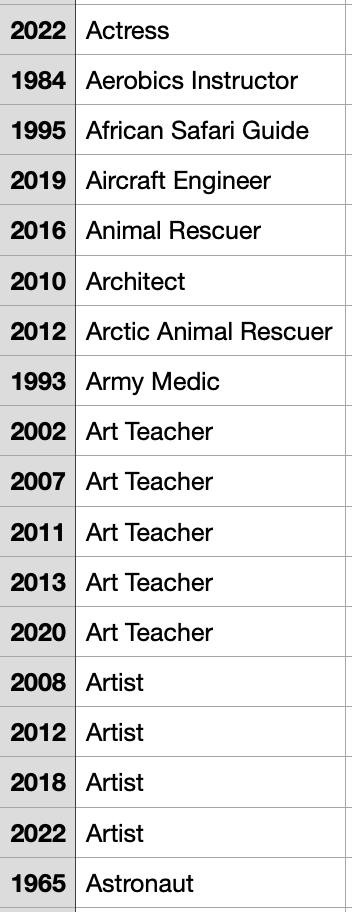 2022 Actress
1984 Aerobics Instructor
1995 African Safari Guide
2019 Aircraft Engineer
2016 Animal Rescuer
2010 Architect
2012 Arctic Animal Rescuer
1993 Army Medic
2002 Art Teacher
2007 Art Teacher
2011 Art Teacher
2013 Art Teacher
2020 Art Teacher
2008 Artist
2012 Artist
2018 Artist
2022 Artist
1965 Astronaut